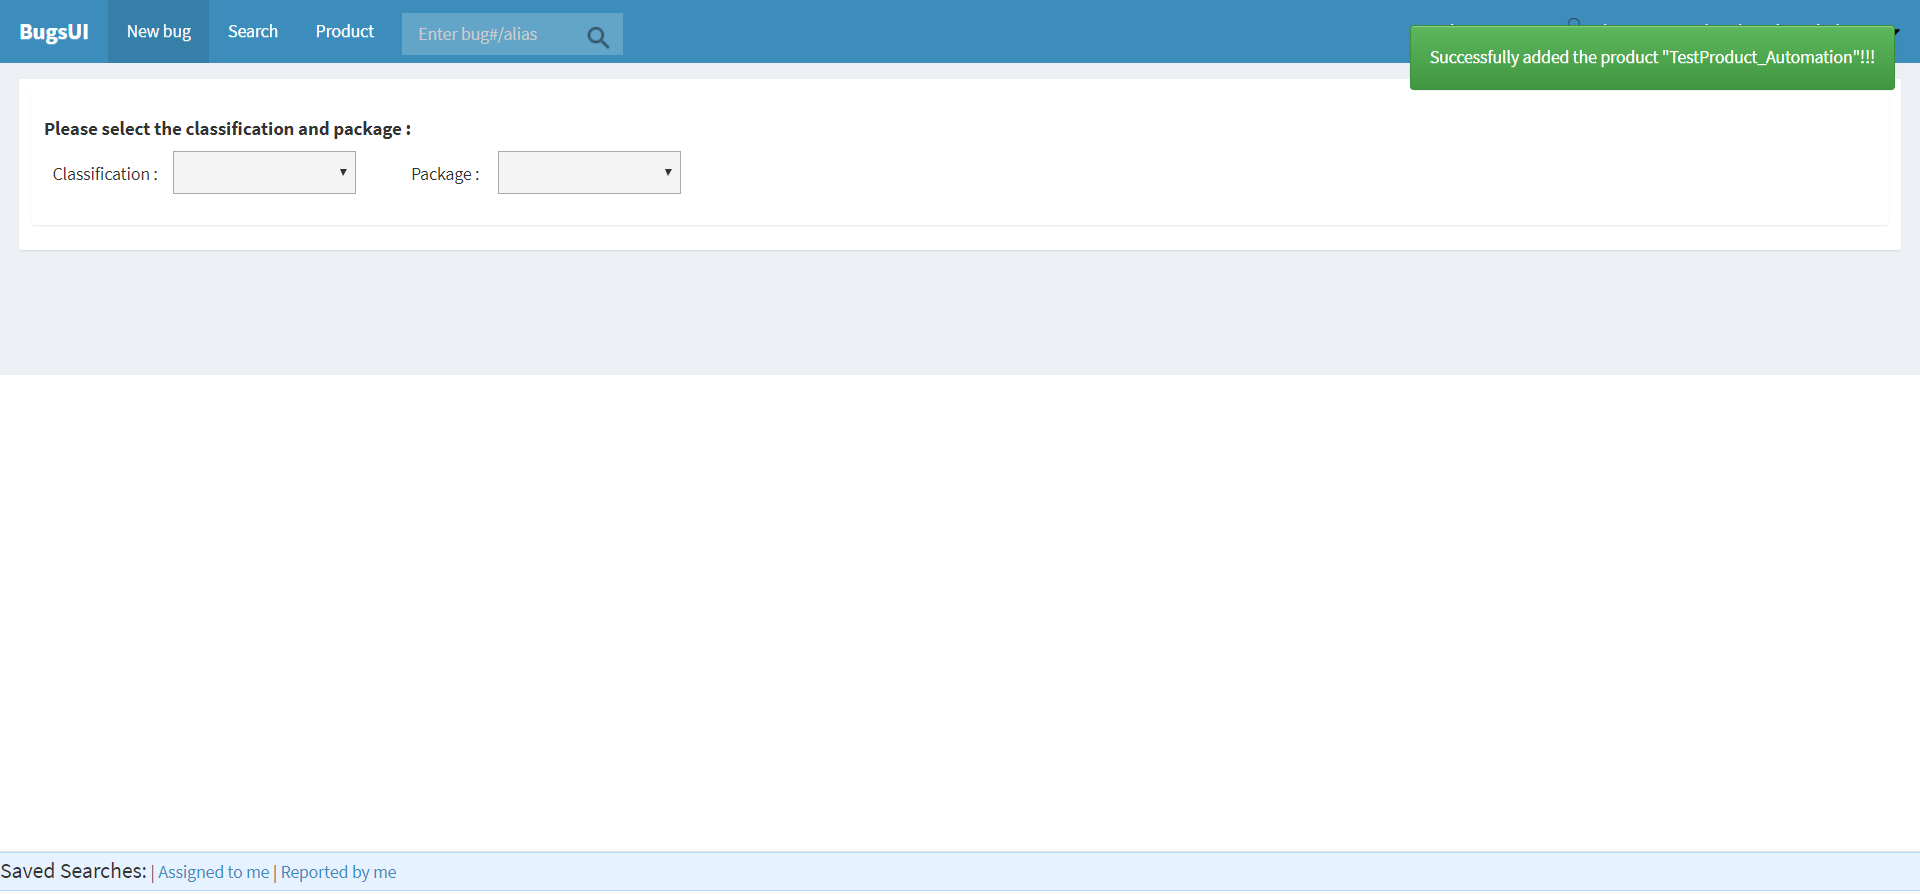 BugsUI New bug Search Product Enter bug#/alias
Successfully added the product "TestProduct_Automation"!!!
Please select the classification and package :
Classification : Package :
Saved Searches: | Assigned to me | Reported by me